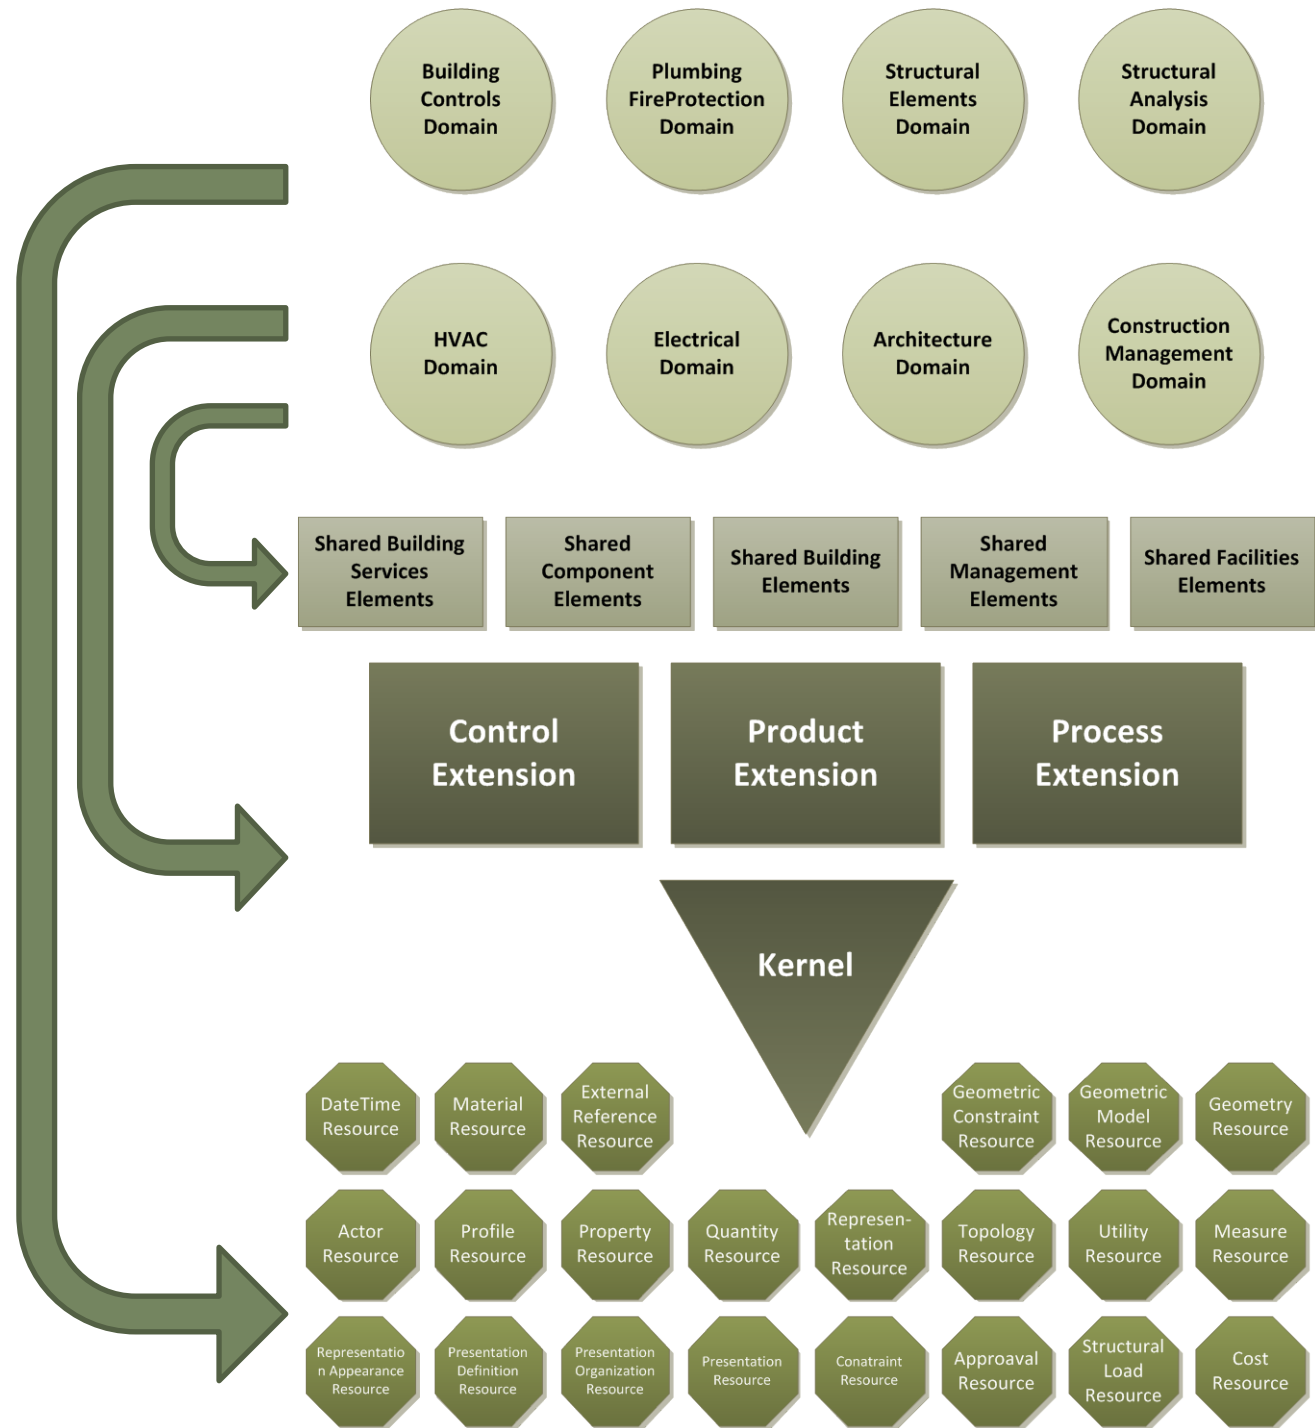 Building
Controls
Domain
Plumbing
FireProtection
Domain
Structural
Elements
Domain
Structural
Analysis
Domain
HVAC
Domain
Electrical
Domain
Architecture
Domain
Construction
Management
Domain
Shared Building
Services
Elements
Shared
Component
Elements
Shared Building
Elements
Shared
Management
Elements
Shared Facilities
Elements
Control
Extension
Product
Extension
Process
Extension
Kernel
DateTime
Resource
Material
Resource
External
Reference
Resource
Geometric
Constraint
Resource
Geometric
Model
Resource
Geometry
Resource
Actor
Resource
Profile
Resource
Property
Resource
Quantity
Resource
Represen-
tation
Resource
Topology
Resource
Utility
Resource
Measure
Resource
Representatio
n Appearance
Resource
Presentation
Definition
Resource
Presentation
Organization
Resource
Presentation
Resource
Conatraint
Resource
Approaval
Resource
Structural
Load
Resource
Cost
Resource